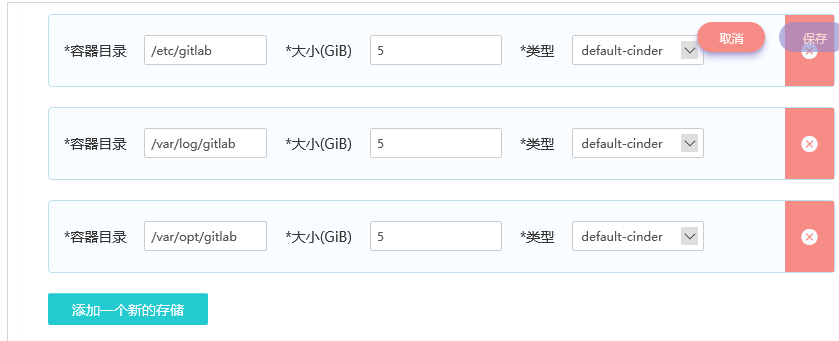 *容器目录 /etc/gitlab *大小(GiB) 5 *类型 default-cinder 取消 保存
*容器目录 /var/log/gitlab *大小(GiB) 5 *类型 default-cinder
*容器目录 /var/opt/gitlab *大小(GiB) 5 *类型 default-cinder
添加一个新的存储